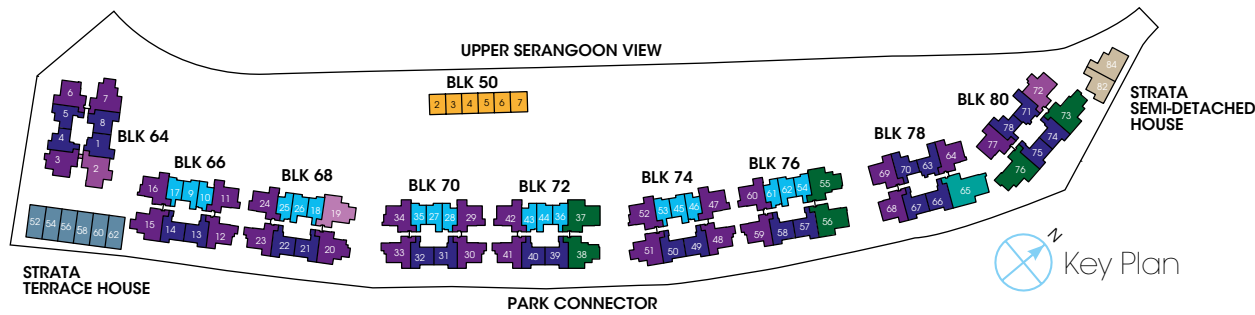 UPPER SERANGOON VIEW
BLK 50
2 3 4 5 6 7
84
82
STRATA
SEMI-DETACHED
HOUSE
BLK 64
6 7
5 8
4 1
3 2
BLK 66
16 17 9 10 11
15 14 13 12
BLK 68
24 25 26 18 19
23 22 21 20
BLK 70
34 35 27 28 29
33 32 31 30
BLK 72
42 43 44 36 37
41 40 39 38
BLK 74
52 53 45 46 47
51 50 49 48
BLK 76
60 61 62 54 55
59 58 57 56
BLK 78
69 70 63 64
68 67 66 65
BLK 80
72
71
78
77
73
74
75
76
52 54 56 58 60 62
STRATA
TERRACE HOUSE
PARK CONNECTOR
N
Key Plan